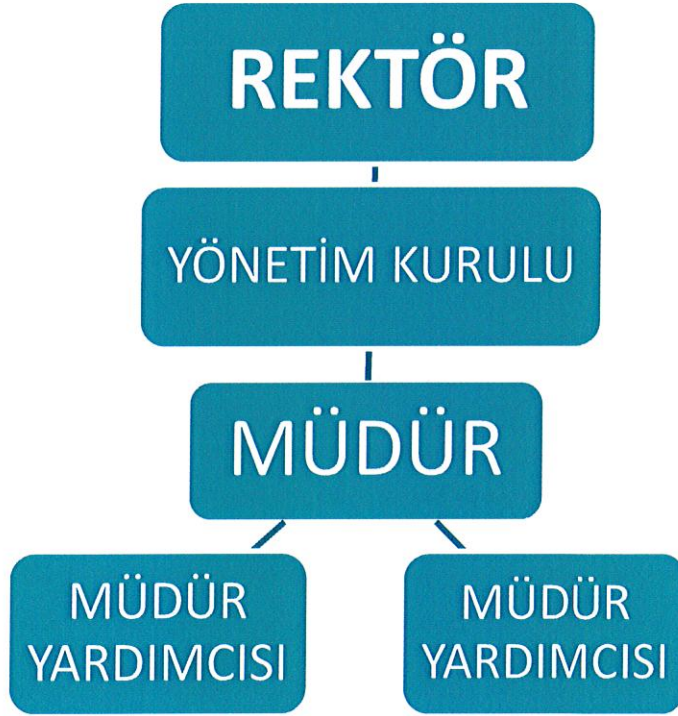 REKTÖR
YÖNETİM KURULU
MÜDÜR
MÜDÜR
YARDIMCISI
MÜDÜR
YARDIMCISI